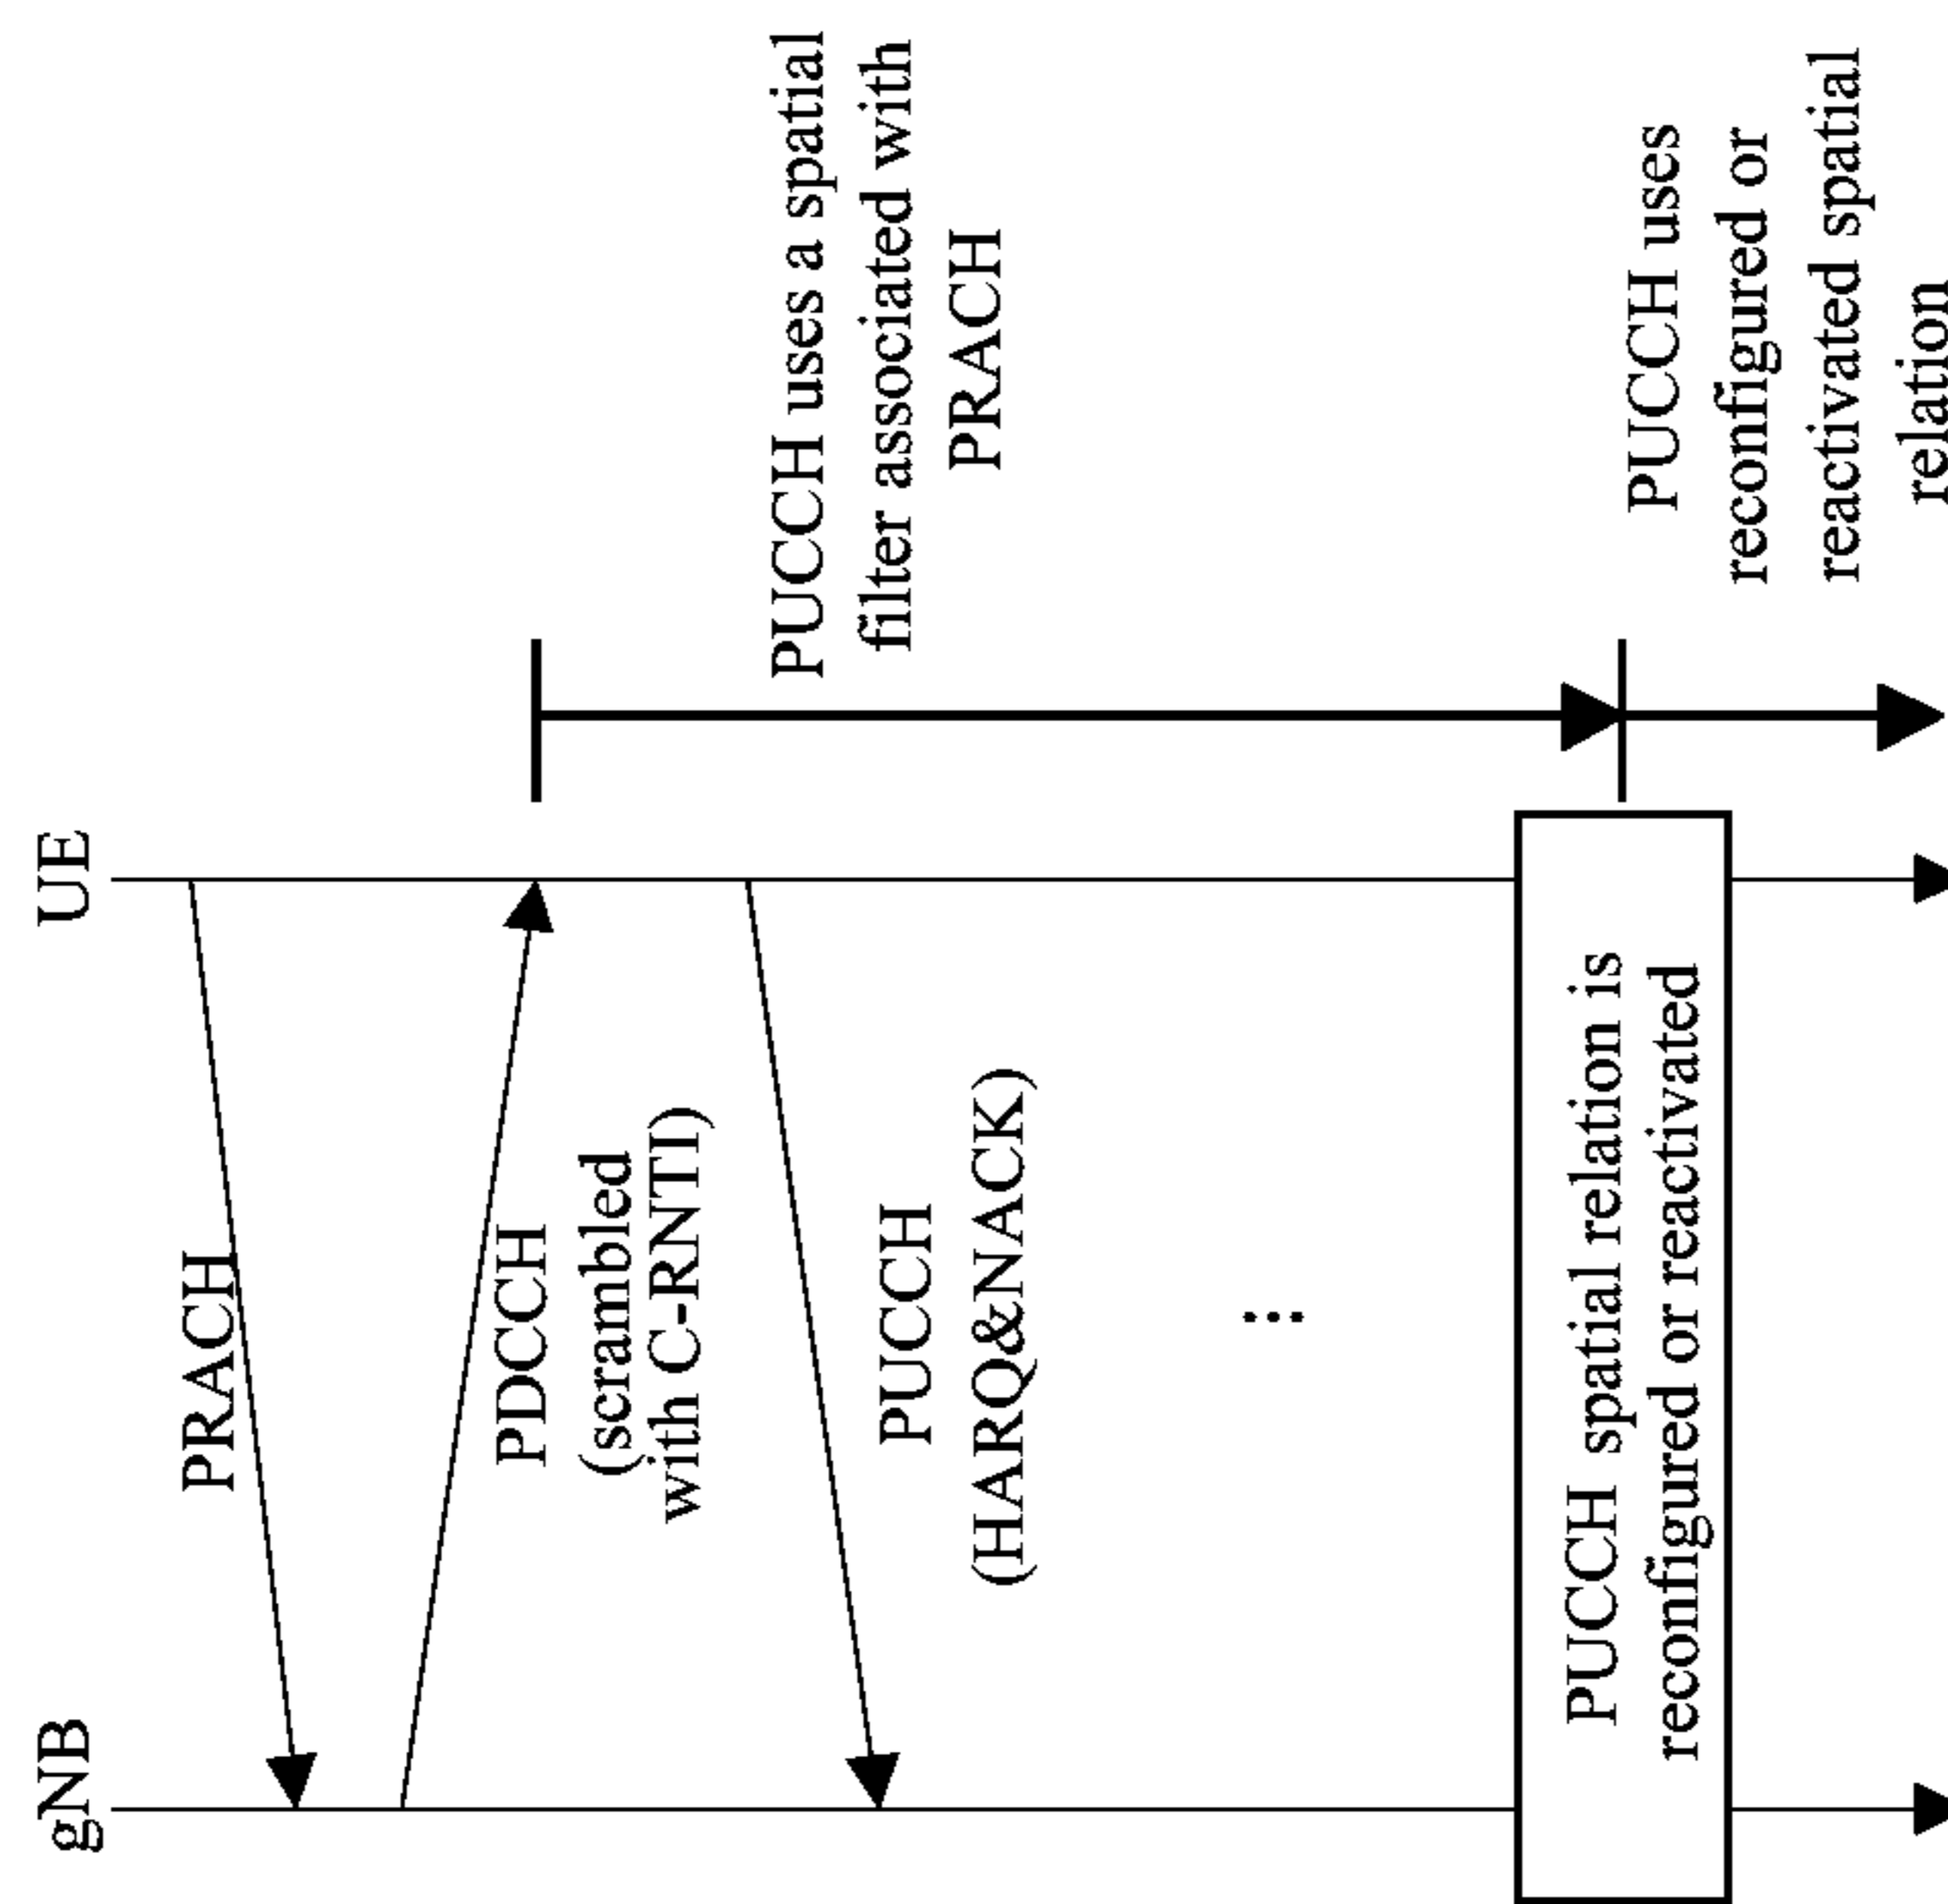 gNB
UE
PRACH
PDCCH
(scrambled
with C-RNTI)
PUCCH
(HARQ&NACK)
...
PUCCH spatial relation is
reconfigured or reactivated
PUCCH uses a spatial
filter associated with
PRACH
PUCCH uses
reconfigured or
reactivated spatial
relation